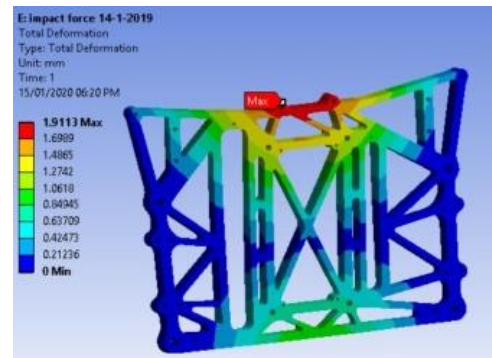 E: impact force 14-1-2019
Total Deformation
Type: Total Deformation
Unit: mm
Time: 1
15/01/2020 06:20 PM
Max
1.9113 Max
1.6989
1.4865
1.2742
1.0618
0.84945
0.63709
0.42473
0.21236
0 Min